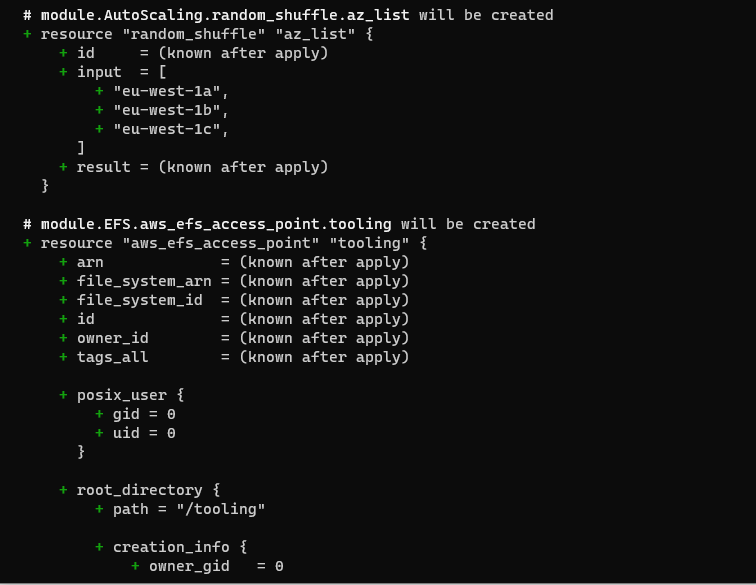 # module.AutoScaling.random_shuffle.az_list will be created
+ resource "random_shuffle" "az_list" {
    + id     = (known after apply)
    + input  = [
        + "eu-west-1a",
        + "eu-west-1b",
        + "eu-west-1c",
      ]
    + result = (known after apply)
  }

# module.EFS.aws_efs_access_point.tooling will be created
+ resource "aws_efs_access_point" "tooling" {
    + arn             = (known after apply)
    + file_system_arn = (known after apply)
    + file_system_id  = (known after apply)
    + id              = (known after apply)
    + owner_id        = (known after apply)
    + tags_all        = (known after apply)

    + posix_user {
        + gid = 0
        + uid = 0
      }

    + root_directory {
        + path = "/tooling"

        + creation_info {
            + owner_gid   = 0